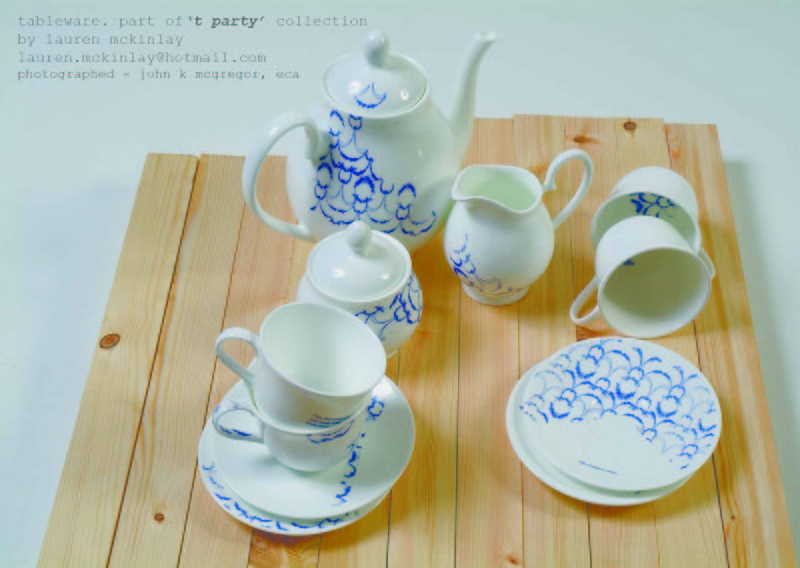 tableware. part of 't party' collection
by lauren mckinlay
lauren.mckinlay@hotmail.com
photographed - john k mcgregor, eca